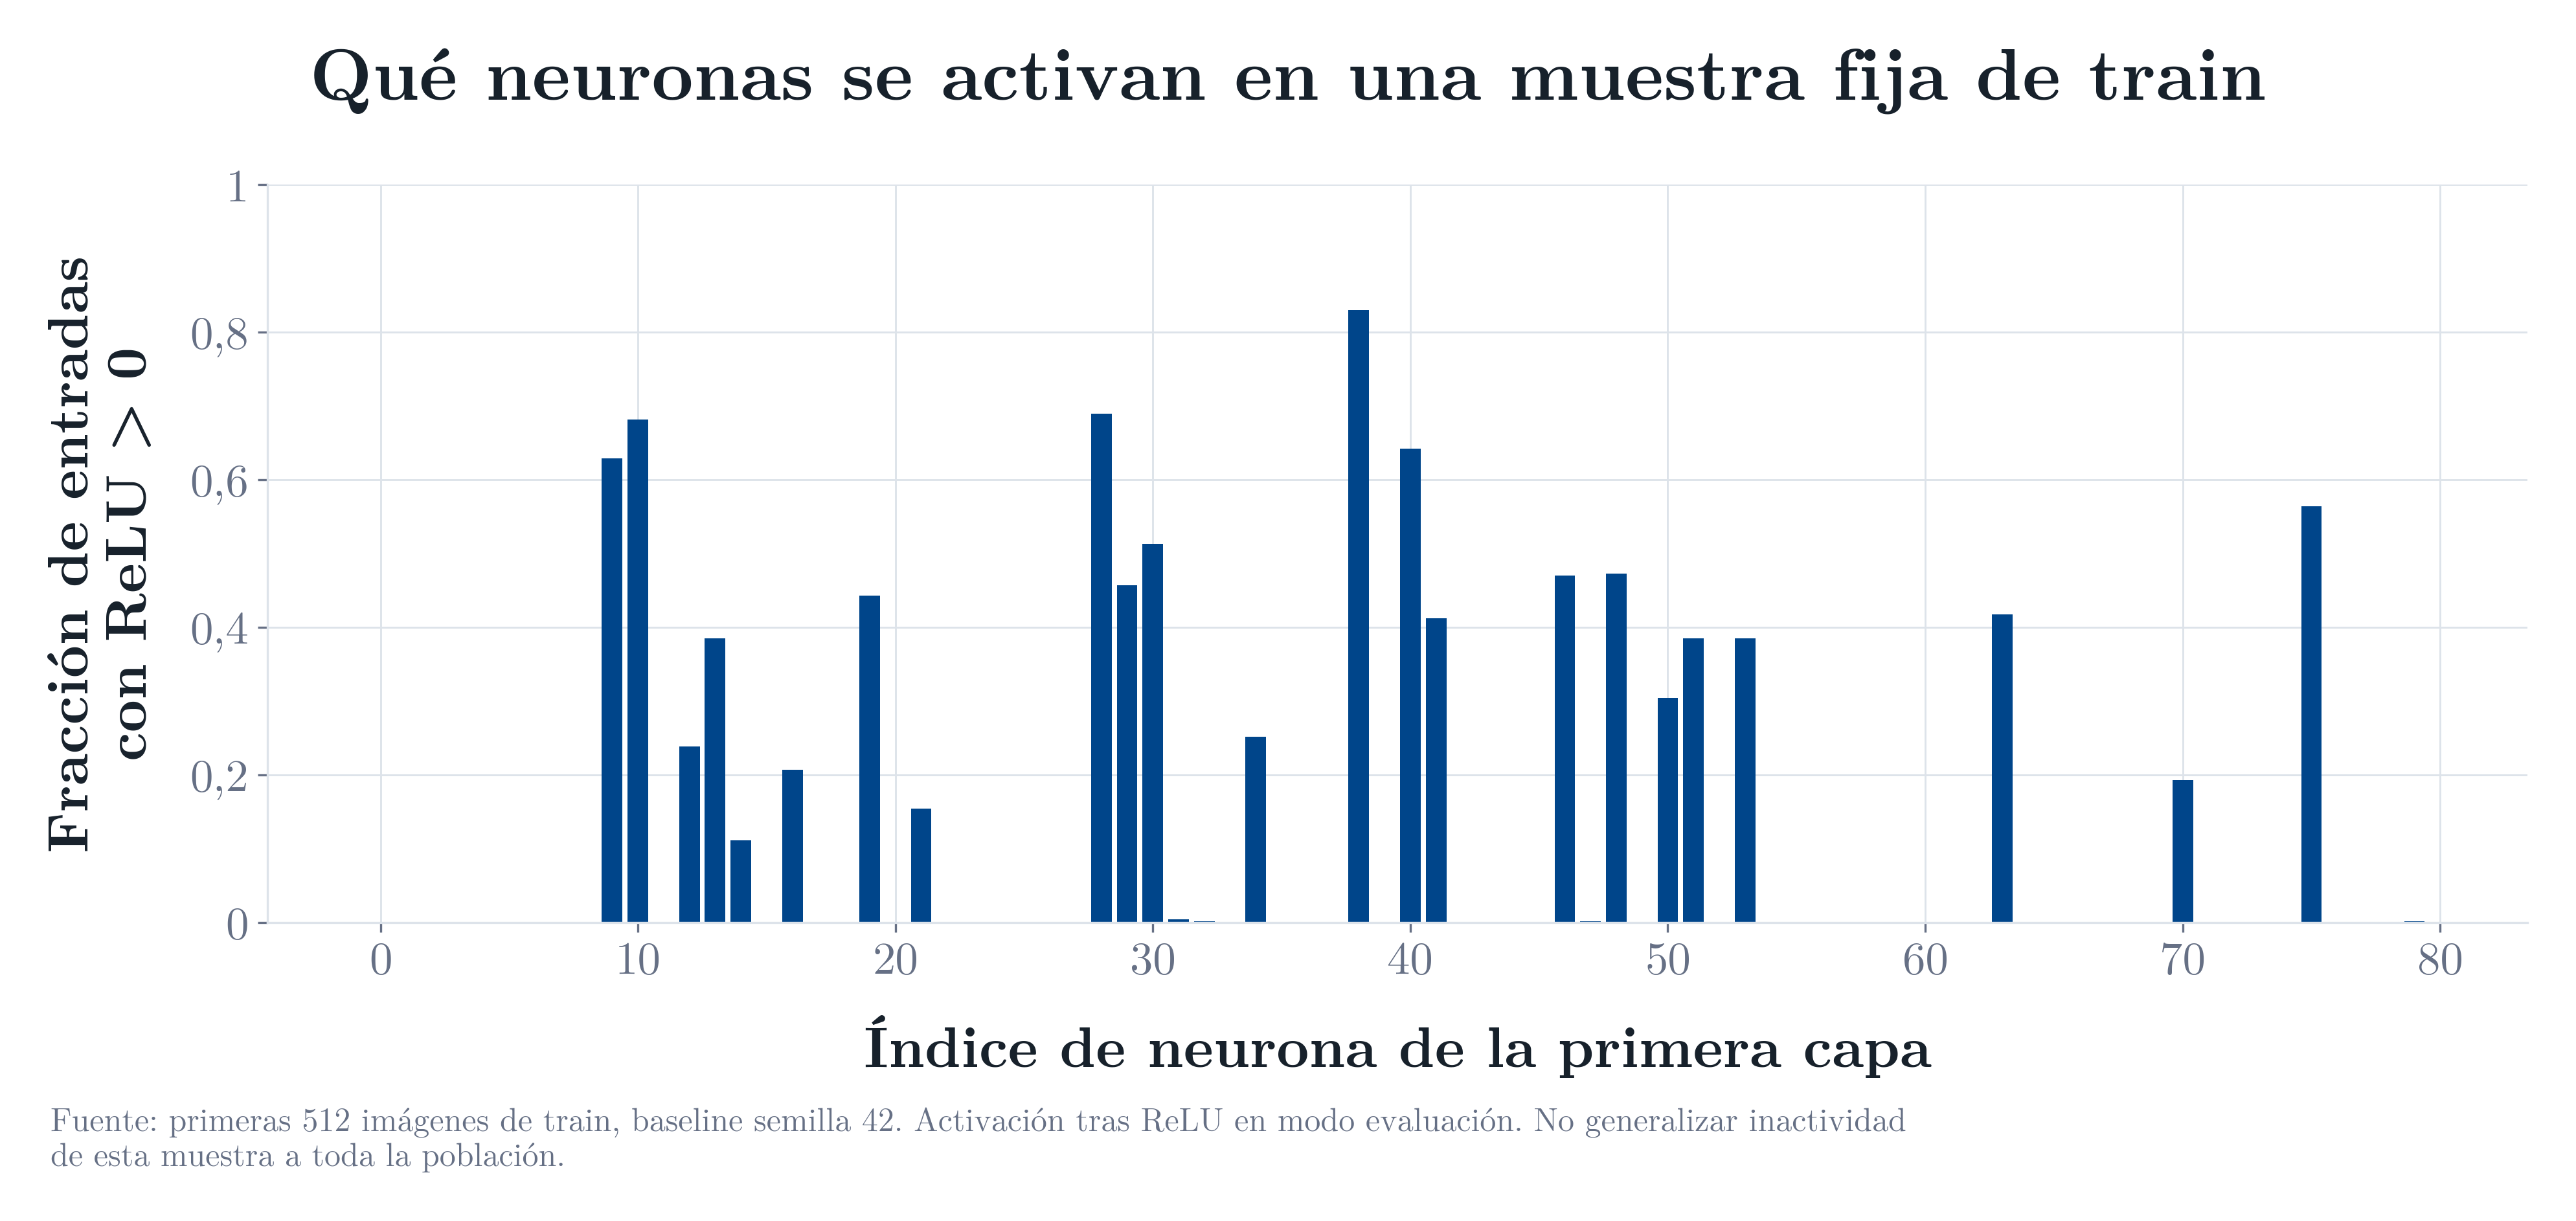 Qué neuronas se activan en una muestra fija de train
Fracción de entradas
con ReLU > 0
1
0,8
0,6
0,4
0,2
0
0 10 20 30 40 50 60 70 80
Índice de neurona de la primera capa
Fuente: primeras 512 imágenes de train, baseline semilla 42. Activación tras ReLU en modo evaluación. No generalizar inactividad
de esta muestra a toda la población.